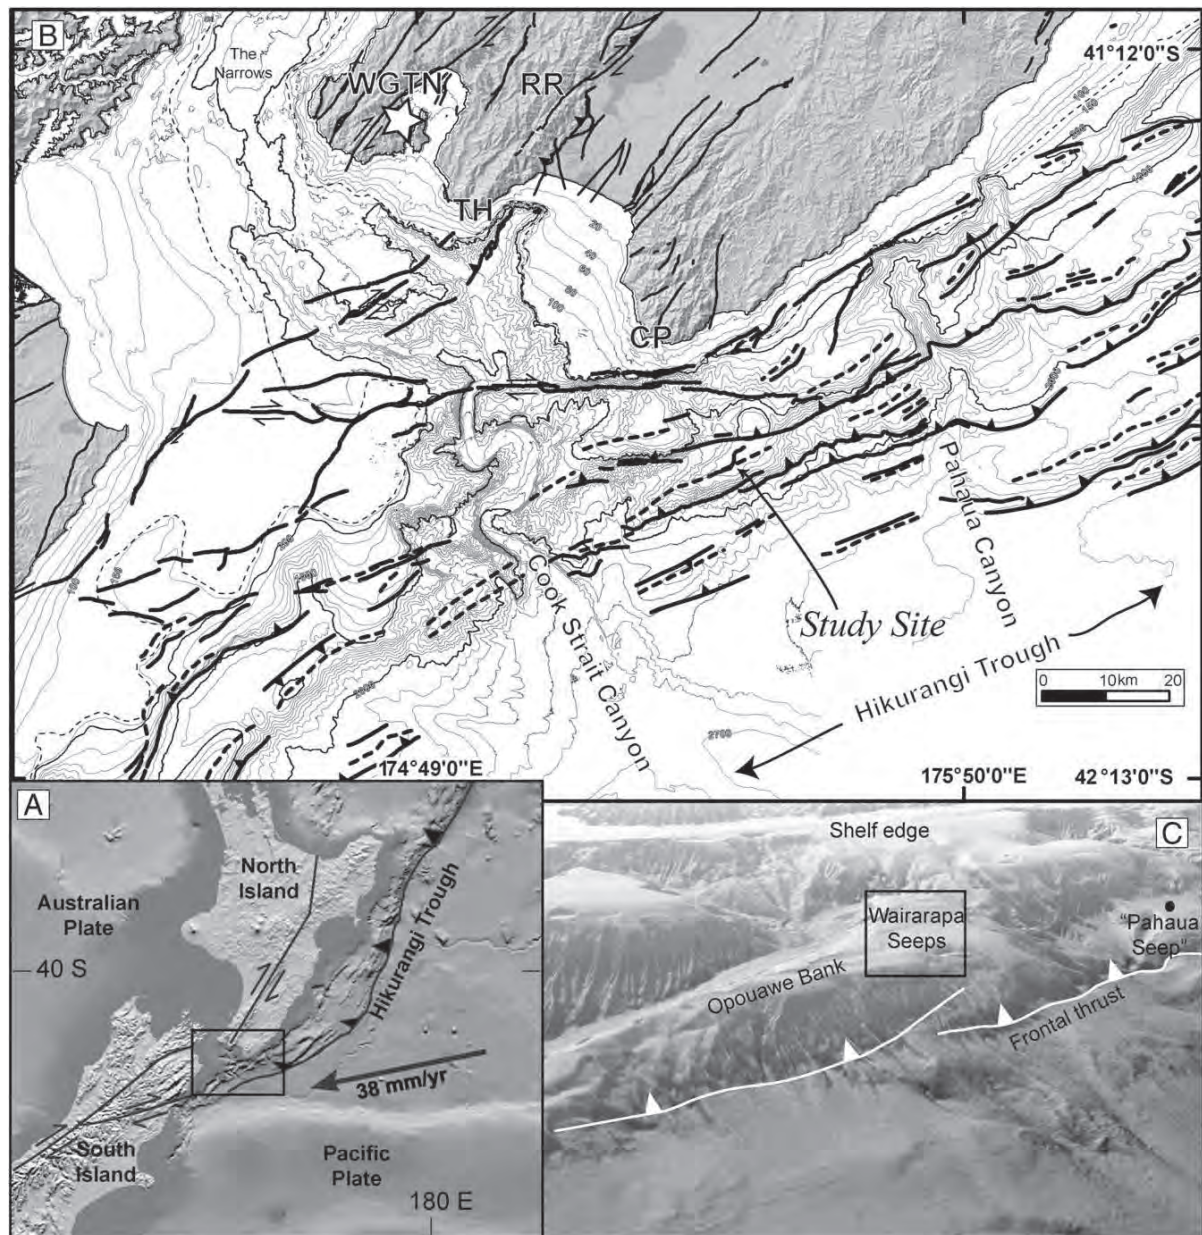 B
The
Narrows
WGTN
RR
41°12'0"S
TH
CP
Study Site
Pahaua Canyon
Cook Strait Canyon
Hikurangi Trough
0 10km 20
2700
174°49'0"E
175°50'0"E
42°13'0"S
A
North
Island
Australian
Plate
40 S
Hikurangi Trough
38 mm/yr
South
Island
Pacific
Plate
180 E
C
Shelf edge
Wairarapa
Seeps
"Pahaua
Seep"
Opouawe Bank
Frontal thrust